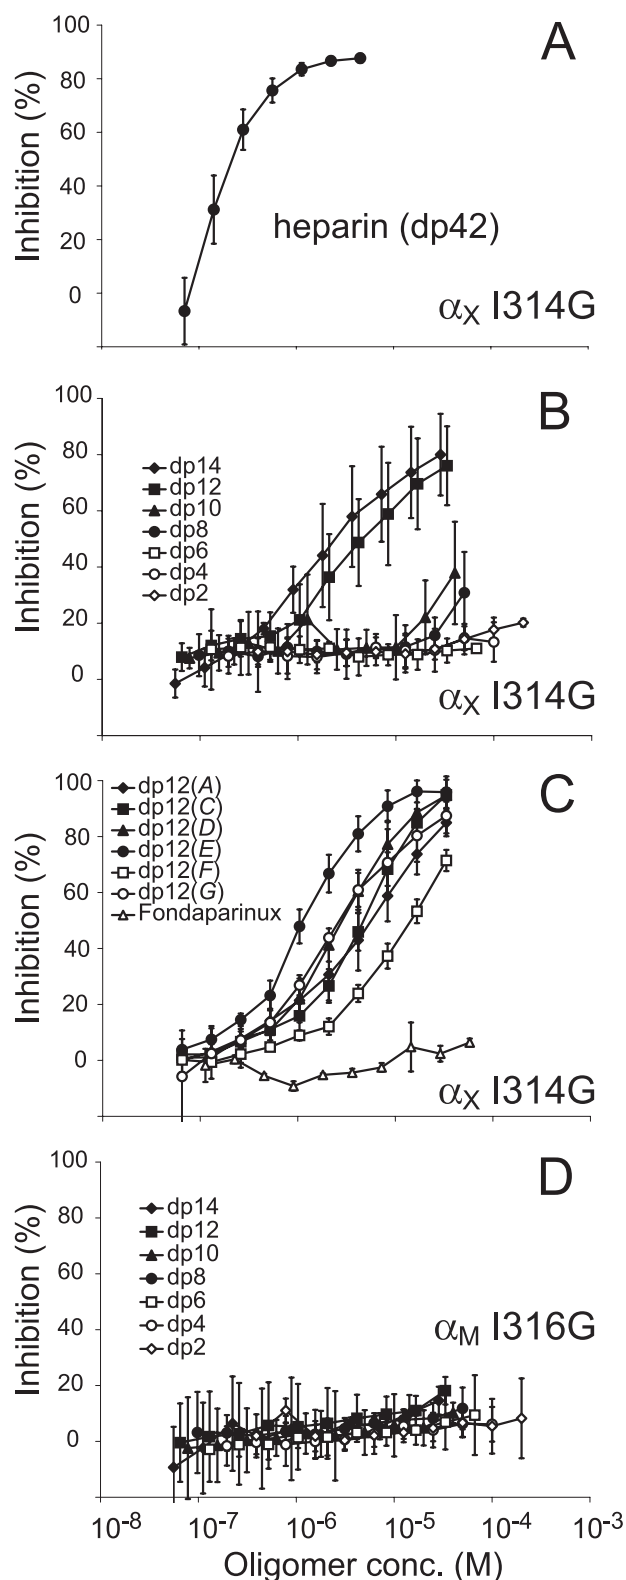 A
100
80
60
40
20
0
Inhibition (%)
heparin (dp42)
αX I314G
B
100
80
60
40
20
0
Inhibition (%)
dp14
dp12
dp10
dp8
dp6
dp4
dp2
αX I314G
C
100
80
60
40
20
0
Inhibition (%)
dp12(A)
dp12(C)
dp12(D)
dp12(E)
dp12(F)
dp12(G)
Fondaparinux
αX I314G
D
100
80
60
40
20
0
Inhibition (%)
dp14
dp12
dp10
dp8
dp6
dp4
dp2
αM I316G
10-8 10-7 10-6 10-5 10-4 10-3
Oligomer conc. (M)